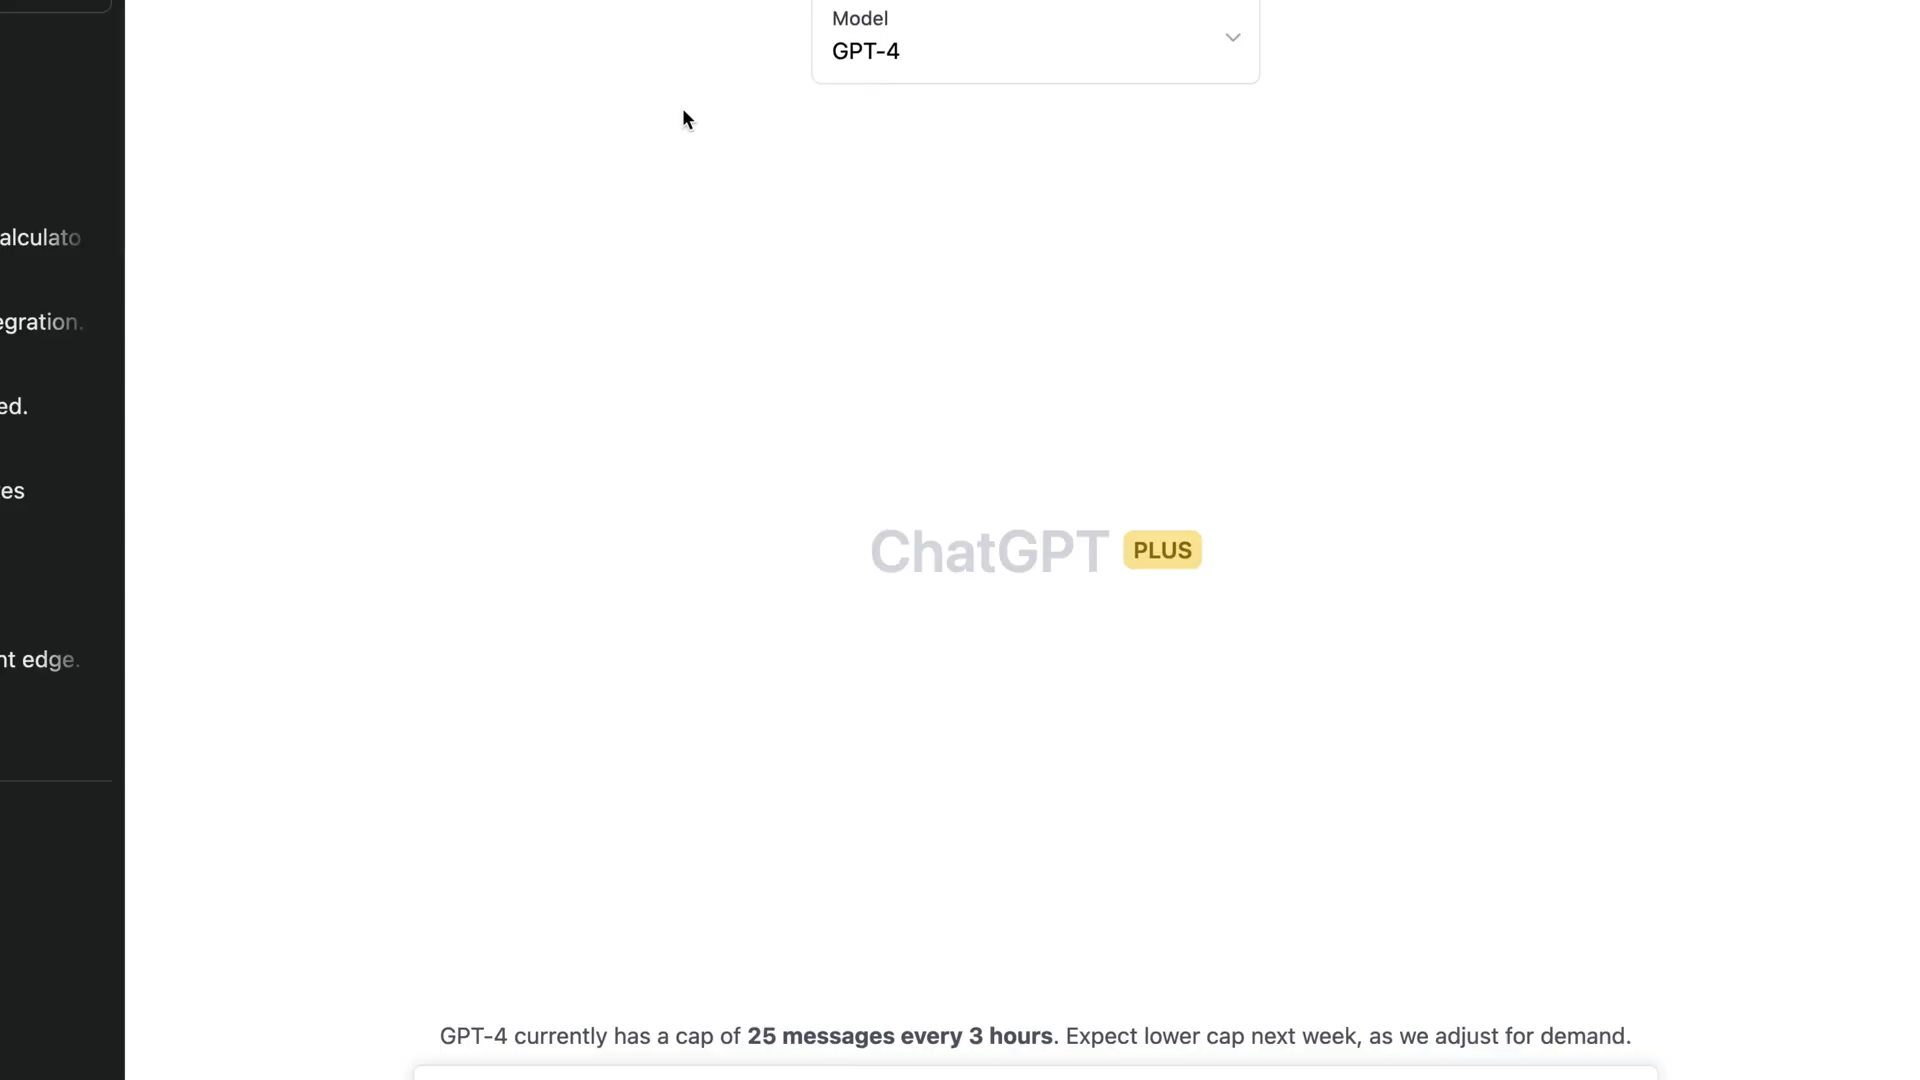 Model
GPT-4
alculato
egration.
ed.
es
ChatGPT PLUS
nt edge.
GPT-4 currently has a cap of 25 messages every 3 hours. Expect lower cap next week, as we adjust for demand.